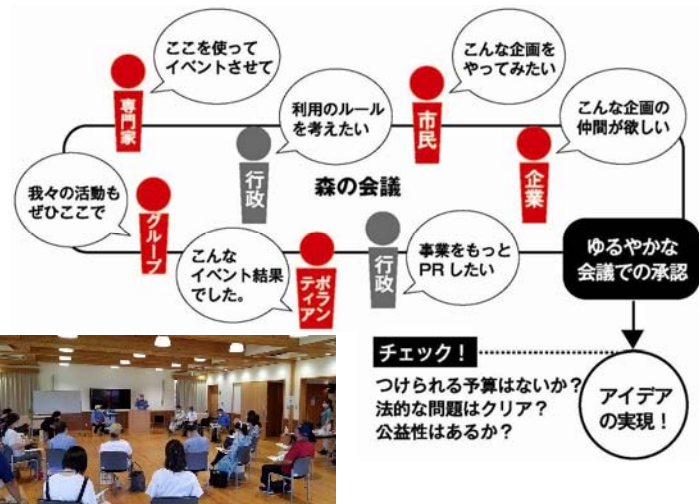 ここを使って
イベントさせて
専門家
利用のルール
を考えたい
行政
こんな企画を
やってみたい
市民
こんな企画の
仲間が欲しい
企業
森の会議
我々の活動も
ぜひここで
グループ
こんな
イベント結果
でした。
ボラン
ティア
行政
事業をもっと
PRしたい
ゆるやかな
会議での承認
チェック！
つけられる予算はないか？
法的な問題はクリア？
公益性はあるか？
アイデア
の実現！